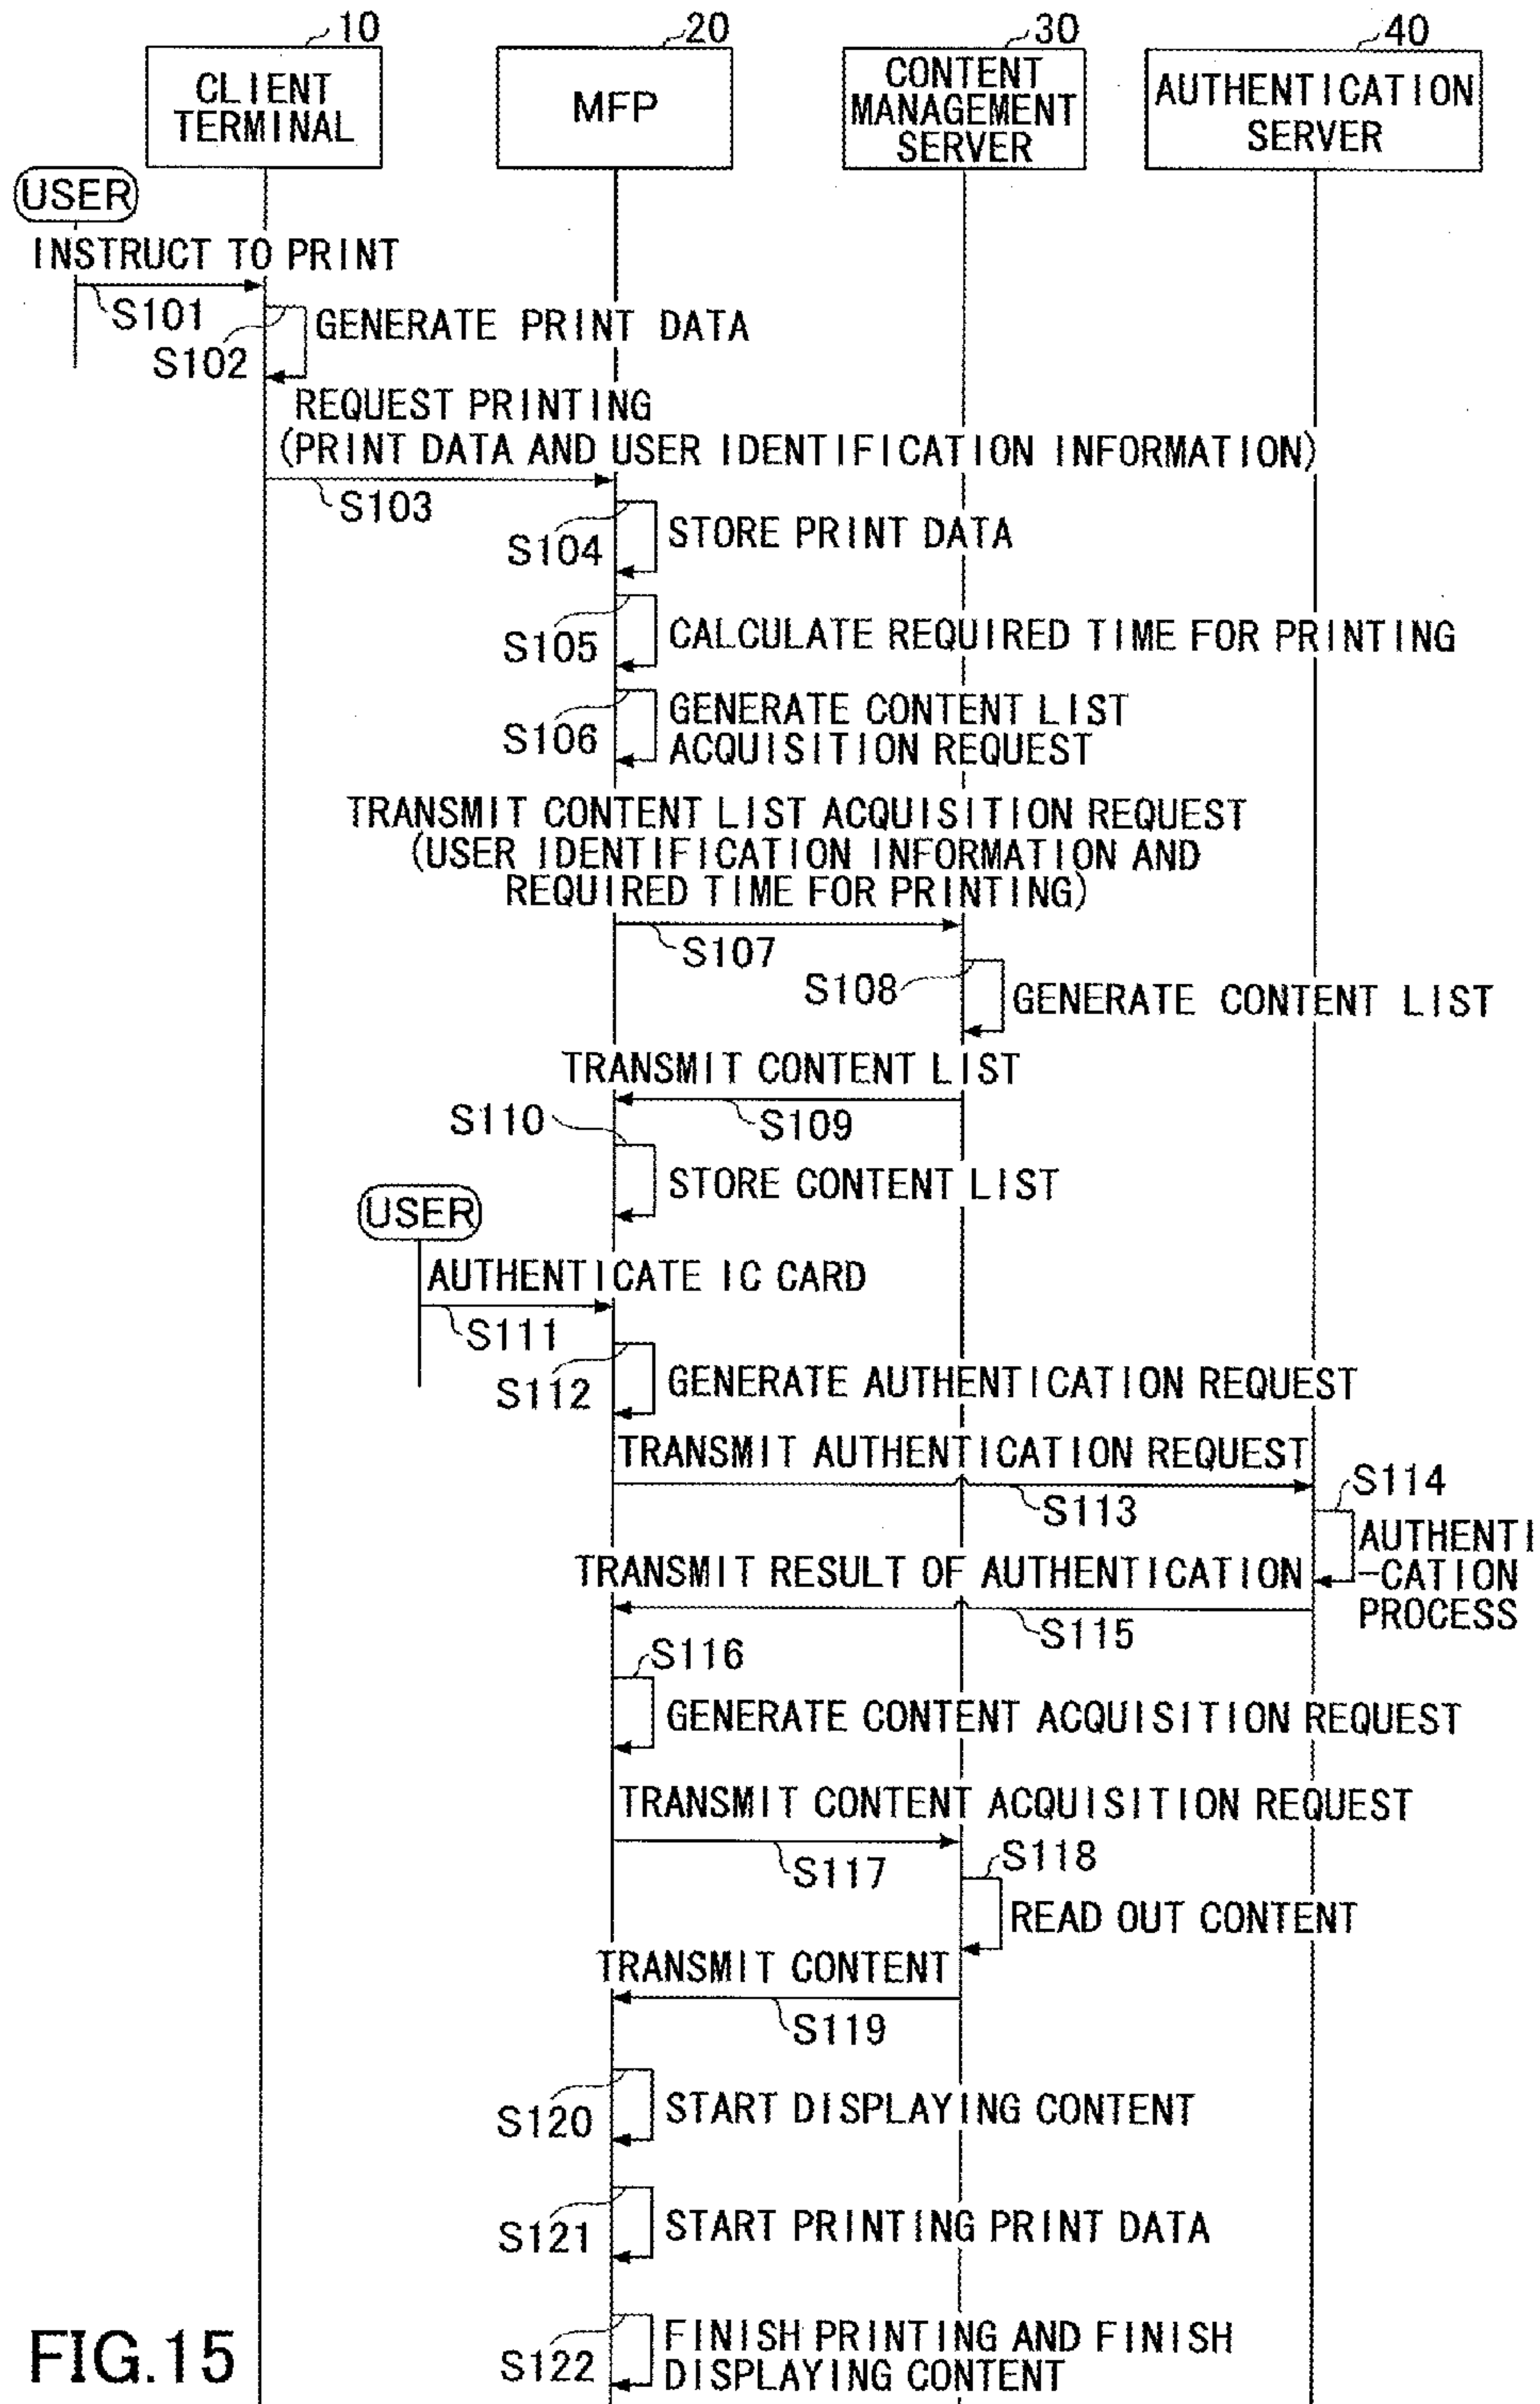 10
20
30
40
CLIENT
TERMINAL
MFP
CONTENT
MANAGEMENT
SERVER
AUTHENTICATION
SERVER
USER
INSTRUCT TO PRINT
S101
GENERATE PRINT DATA
S102
REQUEST PRINTING
(PRINT DATA AND USER IDENTIFICATION INFORMATION)
S103
STORE PRINT DATA
S104
CALCULATE REQUIRED TIME FOR PRINTING
S105
GENERATE CONTENT LIST
ACQUISITION REQUEST
S106
TRANSMIT CONTENT LIST ACQUISITION REQUEST
(USER IDENTIFICATION INFORMATION AND
REQUIRED TIME FOR PRINTING)
S107
S108
GENERATE CONTENT LIST
TRANSMIT CONTENT LIST
S109
S110
STORE CONTENT LIST
USER
AUTHENTICATE IC CARD
S111
S112
GENERATE AUTHENTICATION REQUEST
TRANSMIT AUTHENTICATION REQUEST
S113
S114
AUTHENTI
-CATION
PROCESS
TRANSMIT RESULT OF AUTHENTICATION
S115
S116
GENERATE CONTENT ACQUISITION REQUEST
TRANSMIT CONTENT ACQUISITION REQUEST
S117
S118
READ OUT CONTENT
TRANSMIT CONTENT
S119
S120
START DISPLAYING CONTENT
S121
START PRINTING PRINT DATA
S122
FINISH PRINTING AND FINISH
DISPLAYING CONTENT
FIG.15